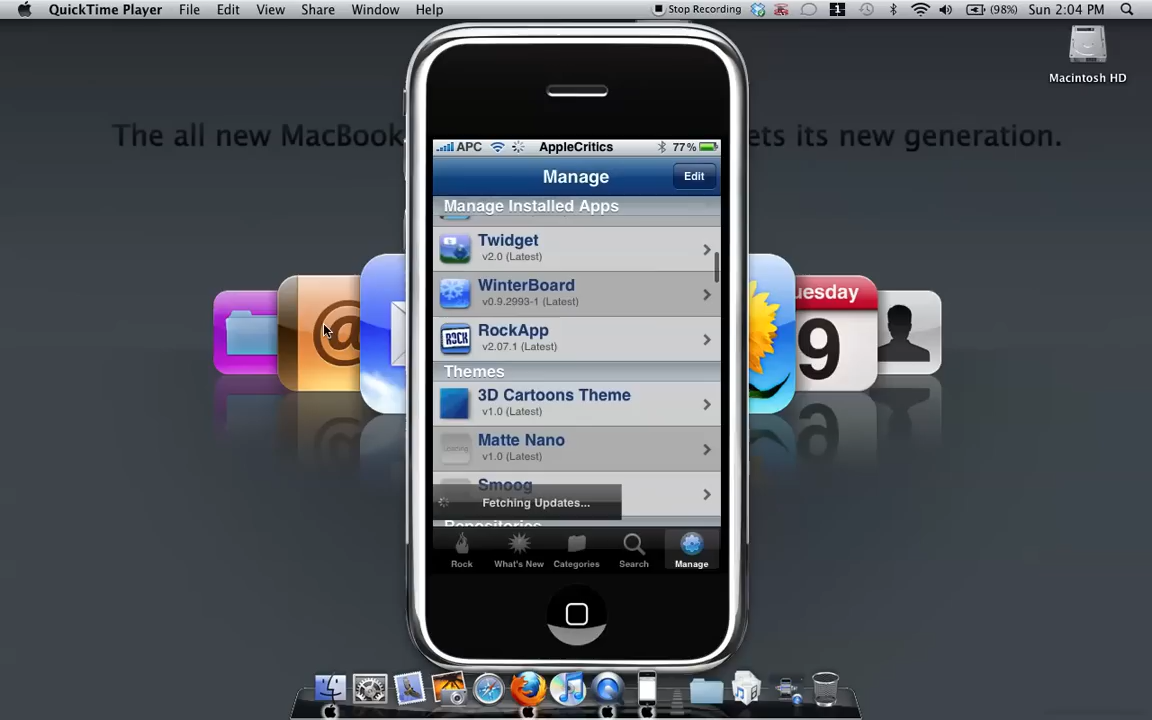 QuickTime Player File Edit View Share Window Help Stop Recording 1 (98%) Sun 2:04 PM
Macintosh HD
The all new MacBook ets its new generation.
APC AppleCritics 77%
Manage Edit
Manage Installed Apps
Twidget
v2.0 (Latest)
WinterBoard
v0.9.2993-1 (Latest)
RockApp
ROCK
v2.07.1 (Latest)
Themes
3D Cartoons Theme
v1.0 (Latest)
Matte Nano
v1.0 (Latest)
Smoog
Fetching Updates...
Repositories
Rock What's New Categories Search Manage
@
uesday
9